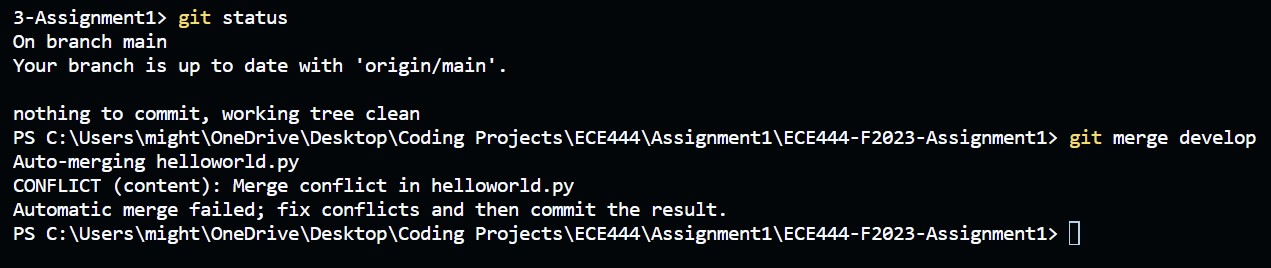 3-Assignment1> git status
On branch main
Your branch is up to date with 'origin/main'.
nothing to commit, working tree clean
PS C:\Users\might\OneDrive\Desktop\Coding Projects\ECE444\Assignment1\ECE444-F2023-Assignment1> git merge develop
Auto-merging helloworld.py
CONFLICT (content): Merge conflict in helloworld.py
Automatic merge failed; fix conflicts and then commit the result.
PS C:\Users\might\OneDrive\Desktop\Coding Projects\ECE444\Assignment1\ECE444-F2023-Assignment1>